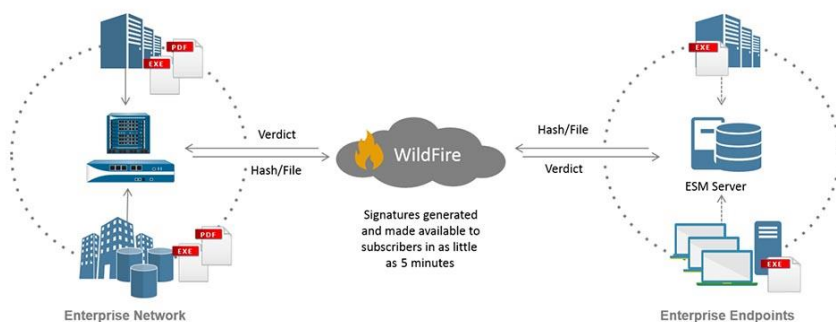 PDF
EXE
EXE
Verdict
Hash/File
WildFire
Hash/File
Verdict
ESM Server
Signatures generated
and made available to
subscribers in as little
as 5 minutes
PDF
EXE
EXE
Enterprise Network
Enterprise Endpoints